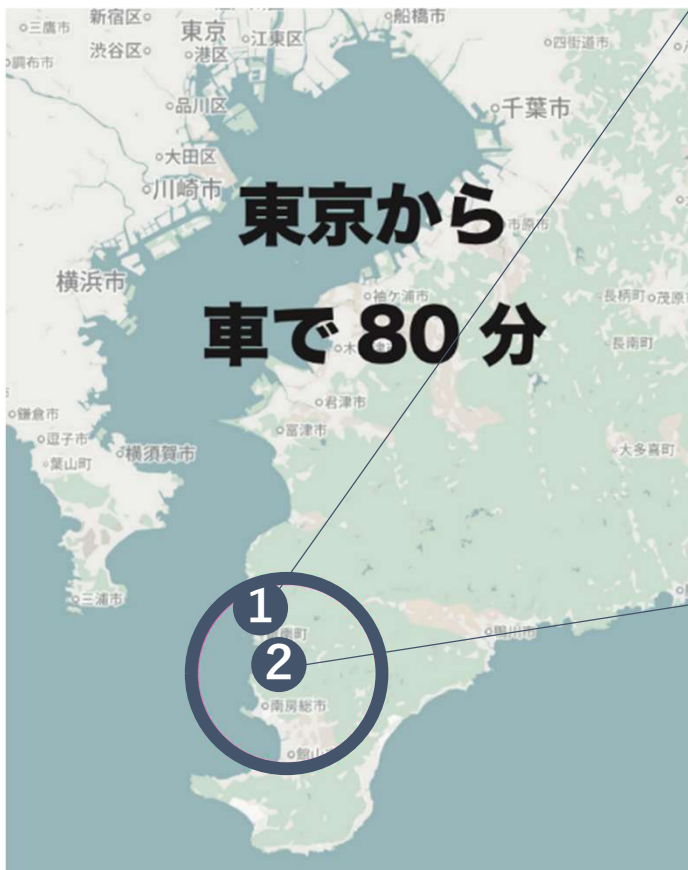 新宿区
三鷹市
東京
船橋市
渋谷区
港区
江東区
四街道市
調布市
品川区
千葉市
大田区
川崎市
東京から
市原市
横浜市
袖ケ浦市
長柄町
茂原
車で 80 分
長南町
君津市
鎌倉市
富津市
逗子市
横須賀市
大多喜町
葉山町
三浦市
1
鴨川市
2
南房総市